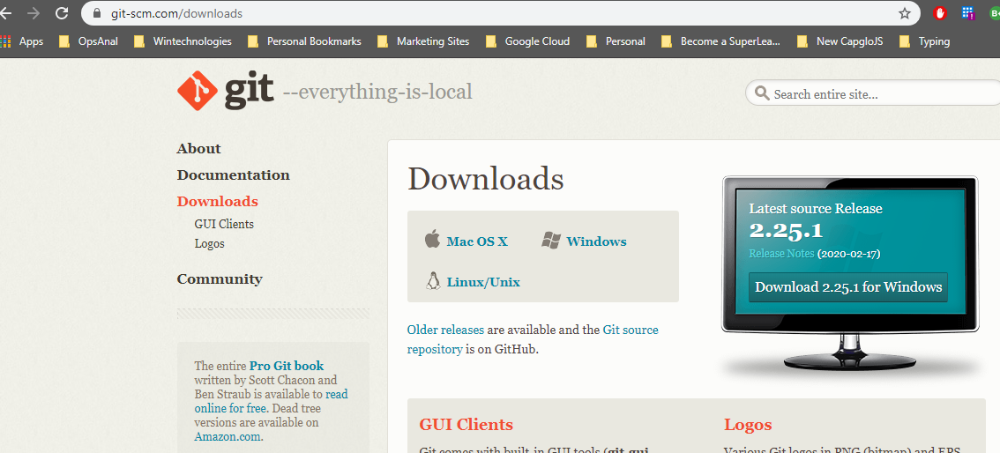 git-scm.com/downloads
Apps OpsAnal Wintechnologies Personal Bookmarks Marketing Sites Google Cloud Personal Become a SuperLea... New CapgloJS Typing
git --everything-is-local
Search entire site...
About
Documentation
Downloads
GUI Clients
Logos
Community
The entire Pro Git book
written by Scott Chacon and
Ben Straub is available to read
online for free. Dead tree
versions are available on
Amazon.com.
Downloads
Mac OS X Windows
Linux/Unix
Older releases are available and the Git source
repository is on GitHub.
Latest source Release
2.25.1
Release Notes (2020-02-17)
Download 2.25.1 for Windows
GUI Clients
Git comes with built-in GUI tools (git-gui,
Logos
Various Git logos in PNG (bitmap) and EPS